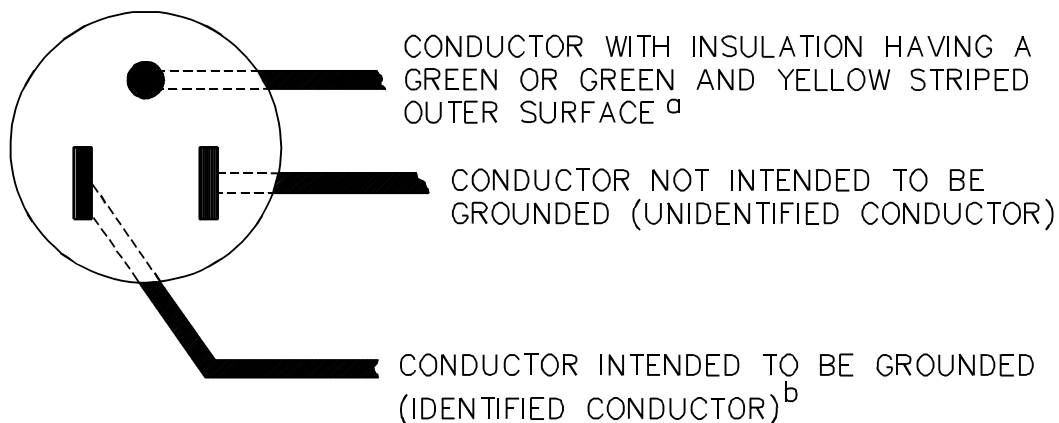 CONDUCTOR WITH INSULATION HAVING A
GREEN OR GREEN AND YELLOW STRIPED
OUTER SURFACE a
CONDUCTOR NOT INTENDED TO BE
GROUNDED (UNIDENTIFIED CONDUCTOR)
CONDUCTOR INTENDED TO BE GROUNDED
(IDENTIFIED CONDUCTOR) b